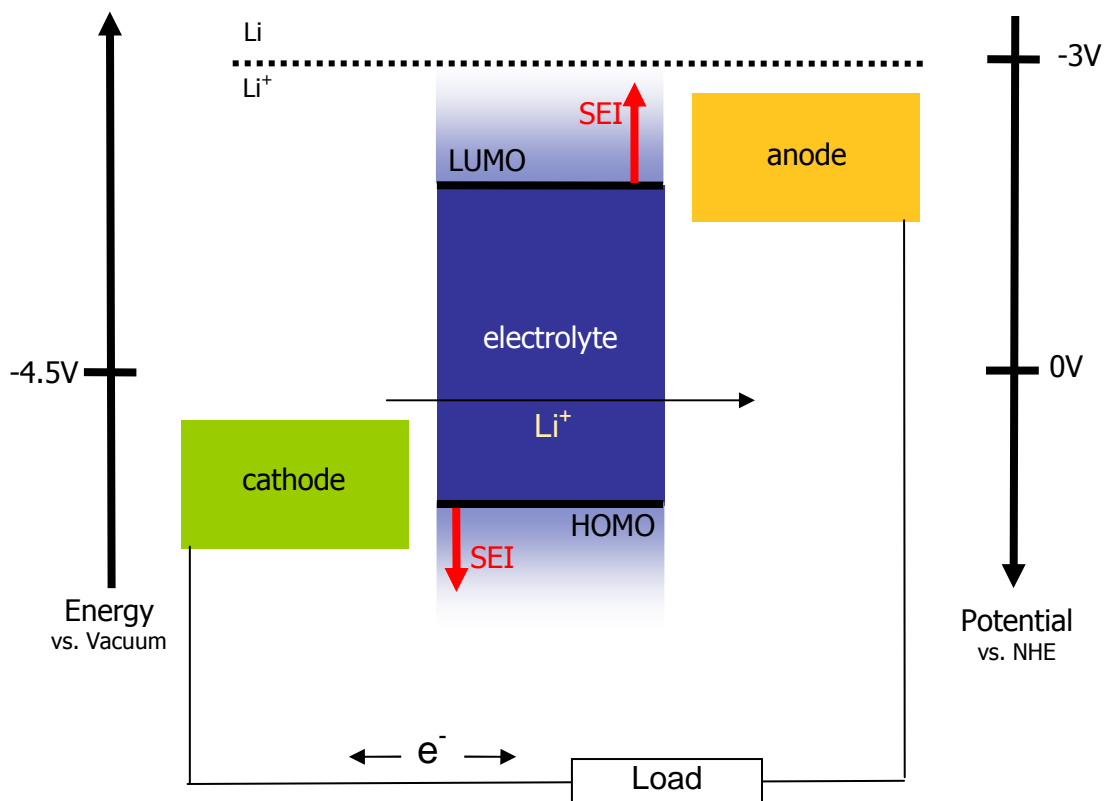 Li
-3V
Li⁺
SEI
LUMO
anode
electrolyte
-4.5V
0V
Li⁺
cathode
HOMO
SEI
Energy
vs. Vacuum
Potential
vs. NHE
e⁻
Load